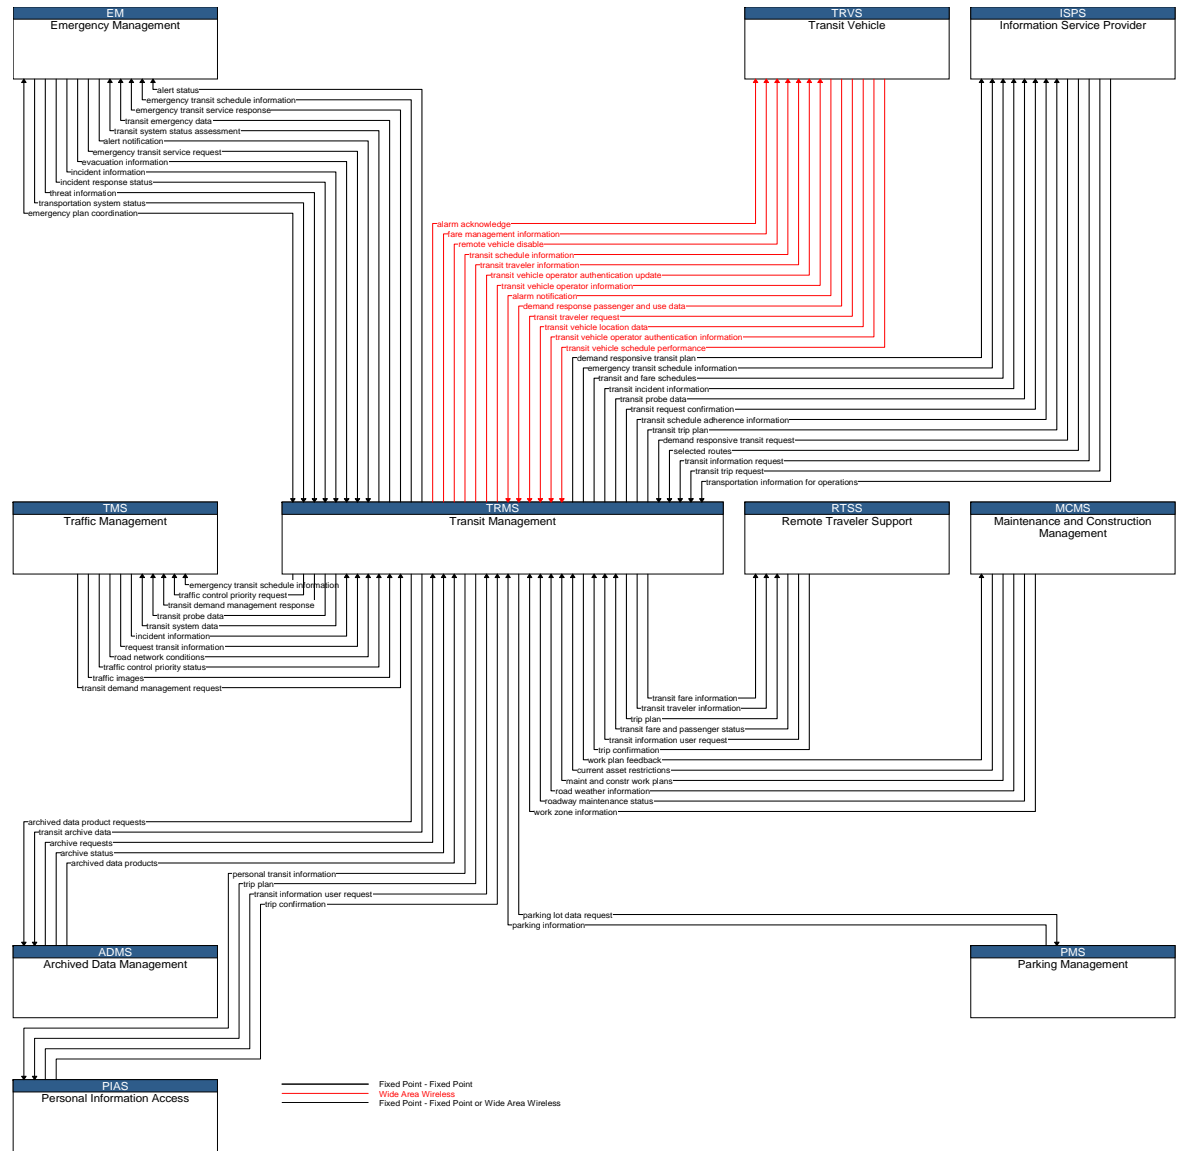 EM
Emergency Management
TRVS
Transit Vehicle
ISPS
Information Service Provider
alert status
emergency transit schedule information
emergency transit service response
transit emergency data
transit system status assessment
alert notification
emergency transit service request
evacuation information
incident information
incident response status
threat information
transportation system status
emergency plan coordination
alarm acknowledge
fare management information
remote vehicle disable
transit schedule information
transit traveler information
transit vehicle operator authentication update
transit vehicle operator information
alarm notification
demand response passenger and use data
transit traveler request
transit vehicle location data
transit vehicle operator authentication information
transit vehicle schedule performance
demand responsive transit plan
emergency transit schedule information
transit and fare schedules
transit incident information
transit probe data
transit request confirmation
transit schedule adherence information
transit trip plan
demand responsive transit request
selected routes
transit information request
transit trip request
transportation information for operations
TMS
Traffic Management
TRMS
Transit Management
RTSS
Remote Traveler Support
MCMS
Maintenance and Construction
Management
emergency transit schedule information
traffic control priority request
transit demand management response
transit probe data
transit system data
incident information
request transit information
road network conditions
traffic control priority status
traffic images
transit demand management request
transit fare information
transit traveler information
trip plan
transit fare and passenger status
transit information user request
trip confirmation
work plan feedback
current asset restrictions
maint and constr work plans
road weather information
roadway maintenance status
work zone information
archived data product requests
transit archive data
archive requests
archive status
archived data products
personal transit information
trip plan
transit information user request
trip confirmation
parking lot data request
parking information
ADMS
Archived Data Management
PMS
Parking Management
PIAS
Personal Information Access
Fixed Point - Fixed Point
Wide Area Wireless
Fixed Point - Fixed Point or Wide Area Wireless